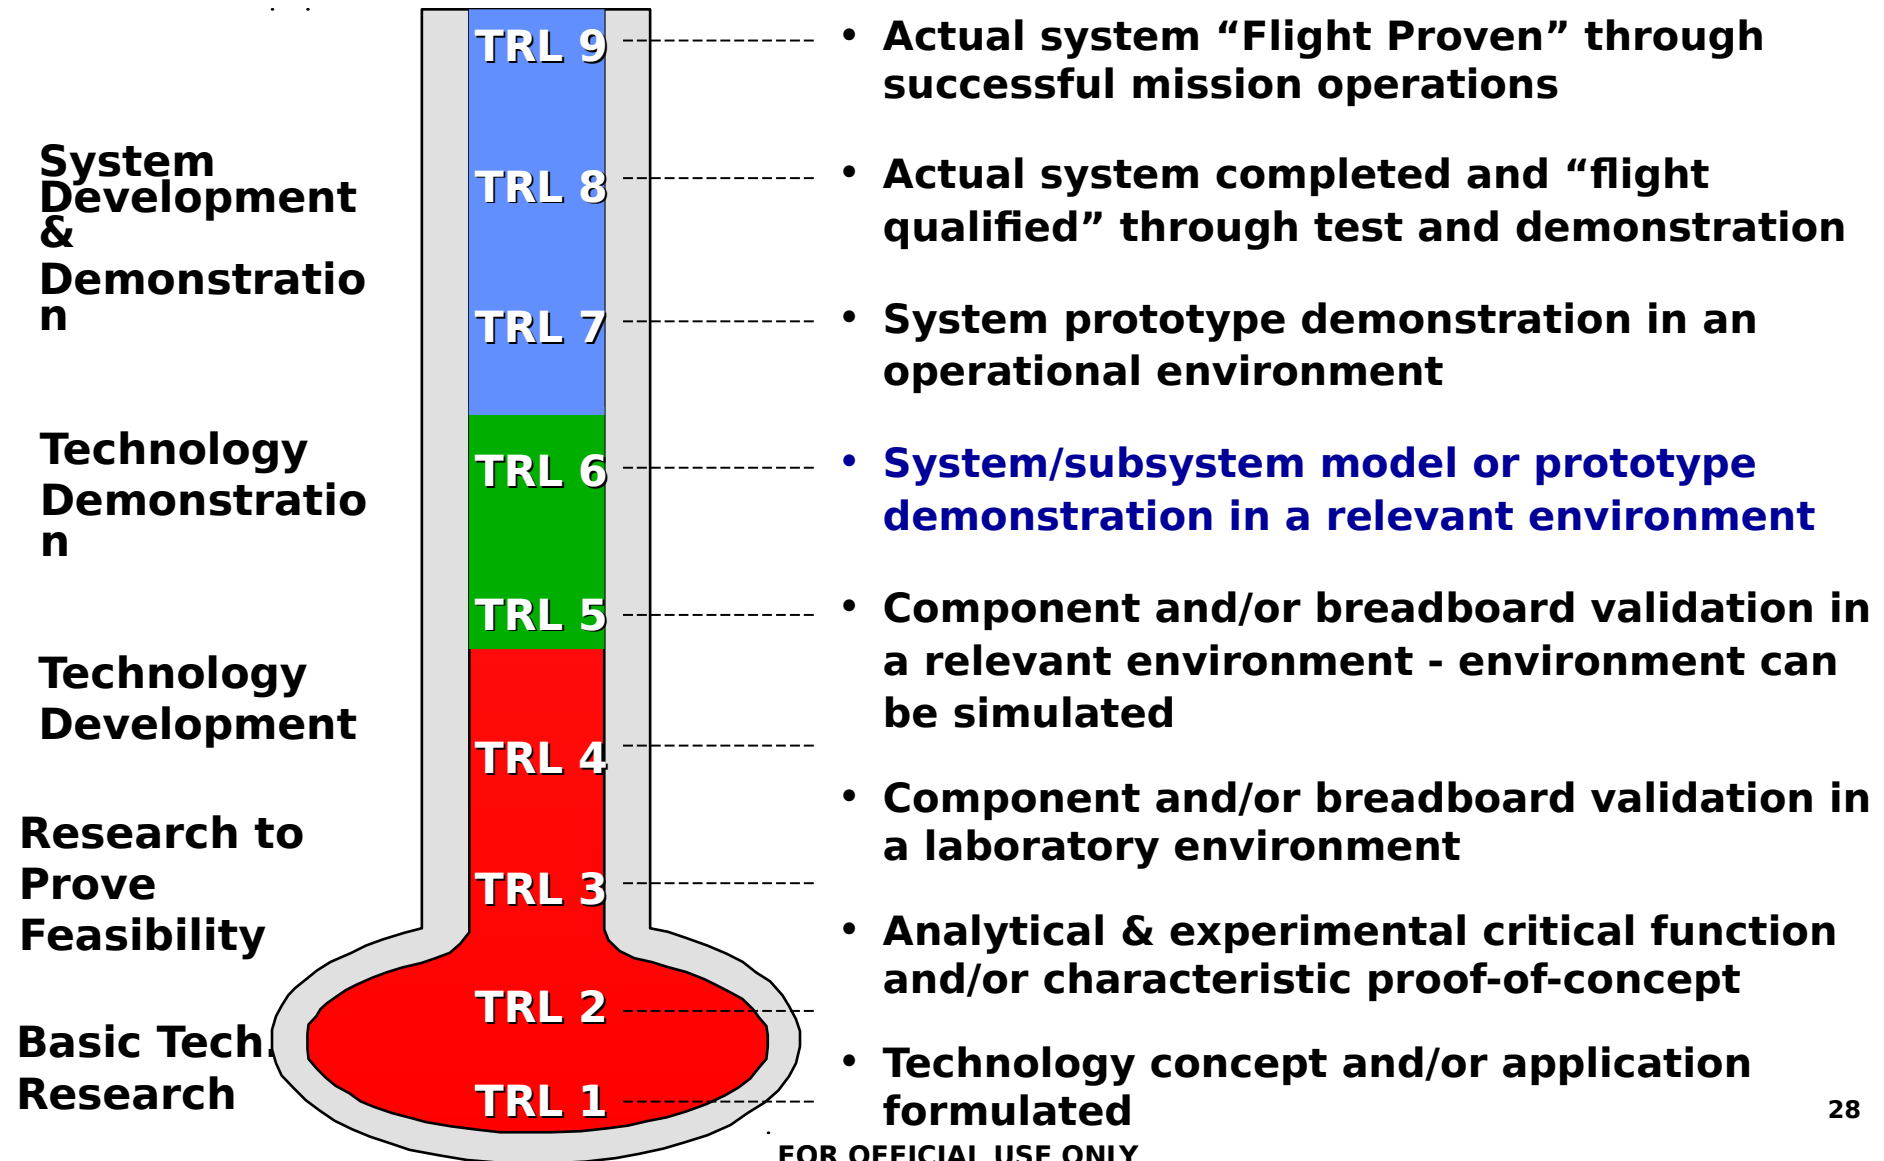 System
Development
&
Demonstratio
n
Technology
Demonstratio
n
Technology
Development
Research to
Prove
Feasibility
Basic Tech.
Research
TRL 9
TRL 8
TRL 7
TRL 6
TRL 5
TRL 4
TRL 3
TRL 2
TRL 1
• Actual system “Flight Proven” through
successful mission operations
• Actual system completed and “flight
qualified” through test and demonstration
• System prototype demonstration in an
operational environment
• System/subsystem model or prototype
demonstration in a relevant environment
• Component and/or breadboard validation in
a relevant environment - environment can
be simulated
• Component and/or breadboard validation in
a laboratory environment
• Analytical & experimental critical function
and/or characteristic proof-of-concept
• Technology concept and/or application
formulated
28
FOR OFFICIAL USE ONLY